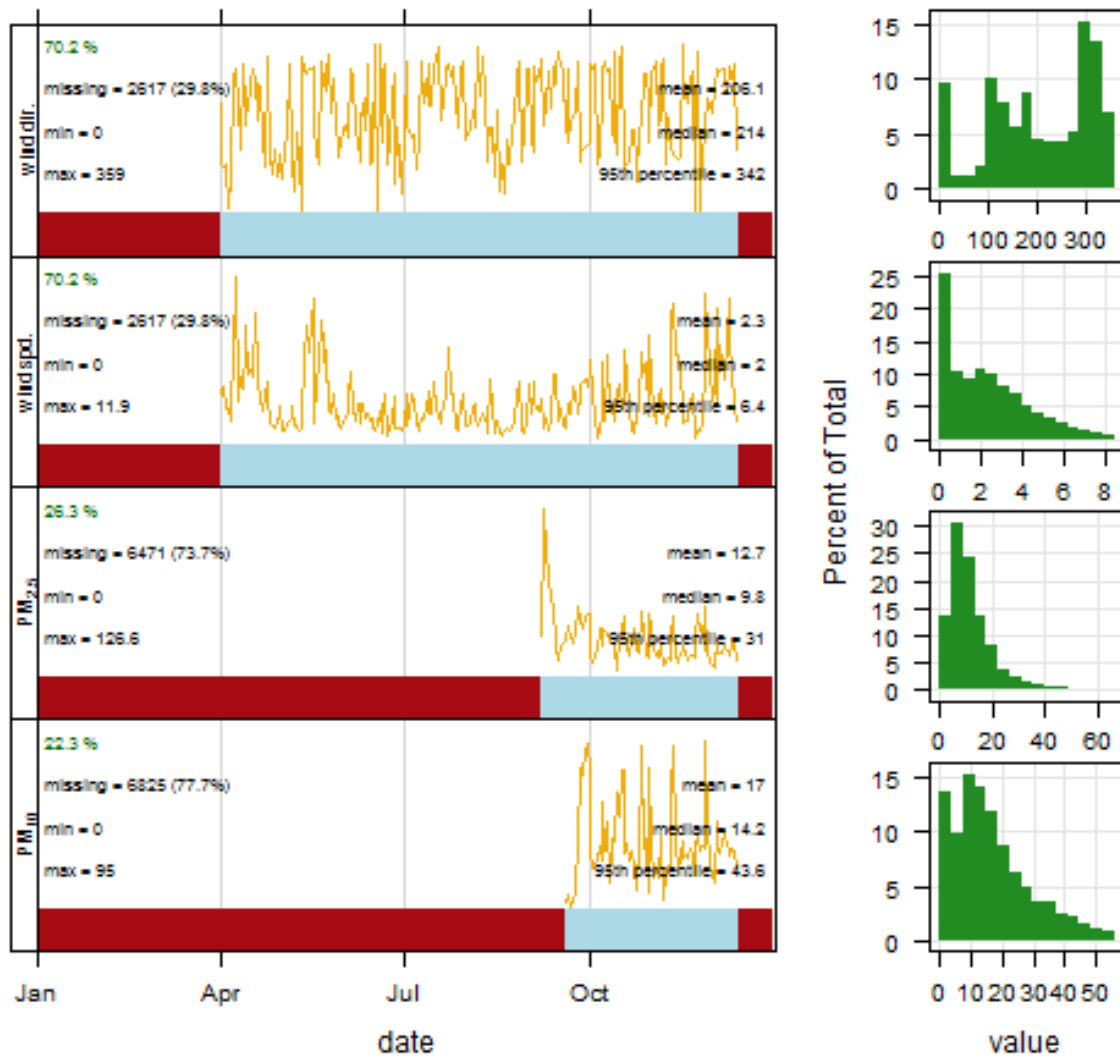 wind dir.
70.2 %
missing = 2617 (29.8%)
min = 0
max = 359
mean = 206.1
median = 214
95th percentile = 342
wind spd.
70.2 %
missing = 2617 (29.8%)
min = 0
max = 11.9
mean = 2.3
median = 2
95th percentile = 6.4
PM2.5
26.3 %
missing = 6471 (73.7%)
min = 0
max = 126.6
mean = 12.7
median = 9.8
95th percentile = 31
PM10
22.3 %
missing = 6825 (77.7%)
min = 0
max = 95
mean = 17
median = 14.2
95th percentile = 43.6
Jan Apr Jul Oct
date
Percent of Total
15
10
5
0
0 100 200 300
25
20
15
10
5
0
0 2 4 6 8
30
25
20
15
10
5
0
0 20 40 60
15
10
5
0
0 10 20 30 40 50
value